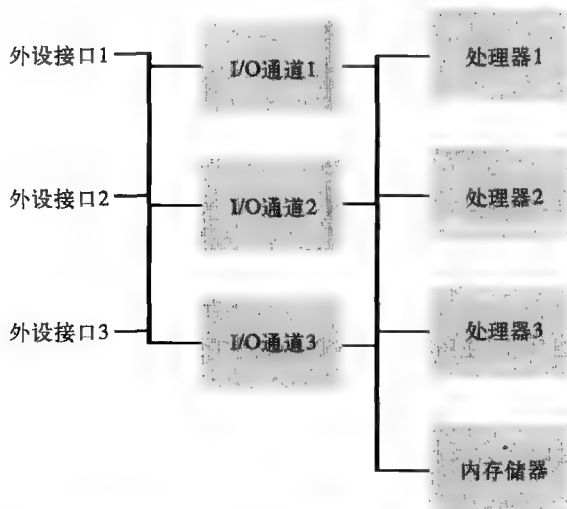 外设接口1
I/O通道1
处理器1
外设接口2
I/O通道2
处理器2
外设接口3
I/O通道3
处理器3
内存储器